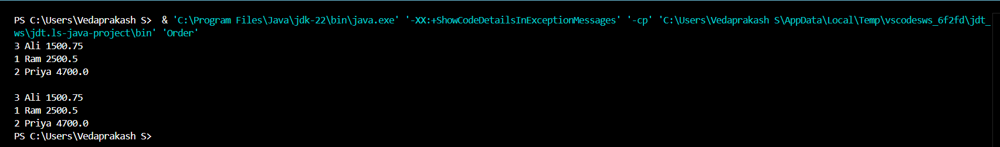 PS C:\Users\Vedaprakash S>  & 'C:\Program Files\Java\jdk-22\bin\java.exe' '-XX:+ShowCodeDetailsInExceptionMessages' '-cp' 'C:\Users\Vedaprakash S\AppData\Local\Temp\vscodesws_6f2fd\jdt_
ws\jdt.ls-java-project\bin' 'Order'
3 Ali 1500.75
1 Ram 2500.5
2 Priya 4700.0

3 Ali 1500.75
1 Ram 2500.5
2 Priya 4700.0
PS C:\Users\Vedaprakash S>